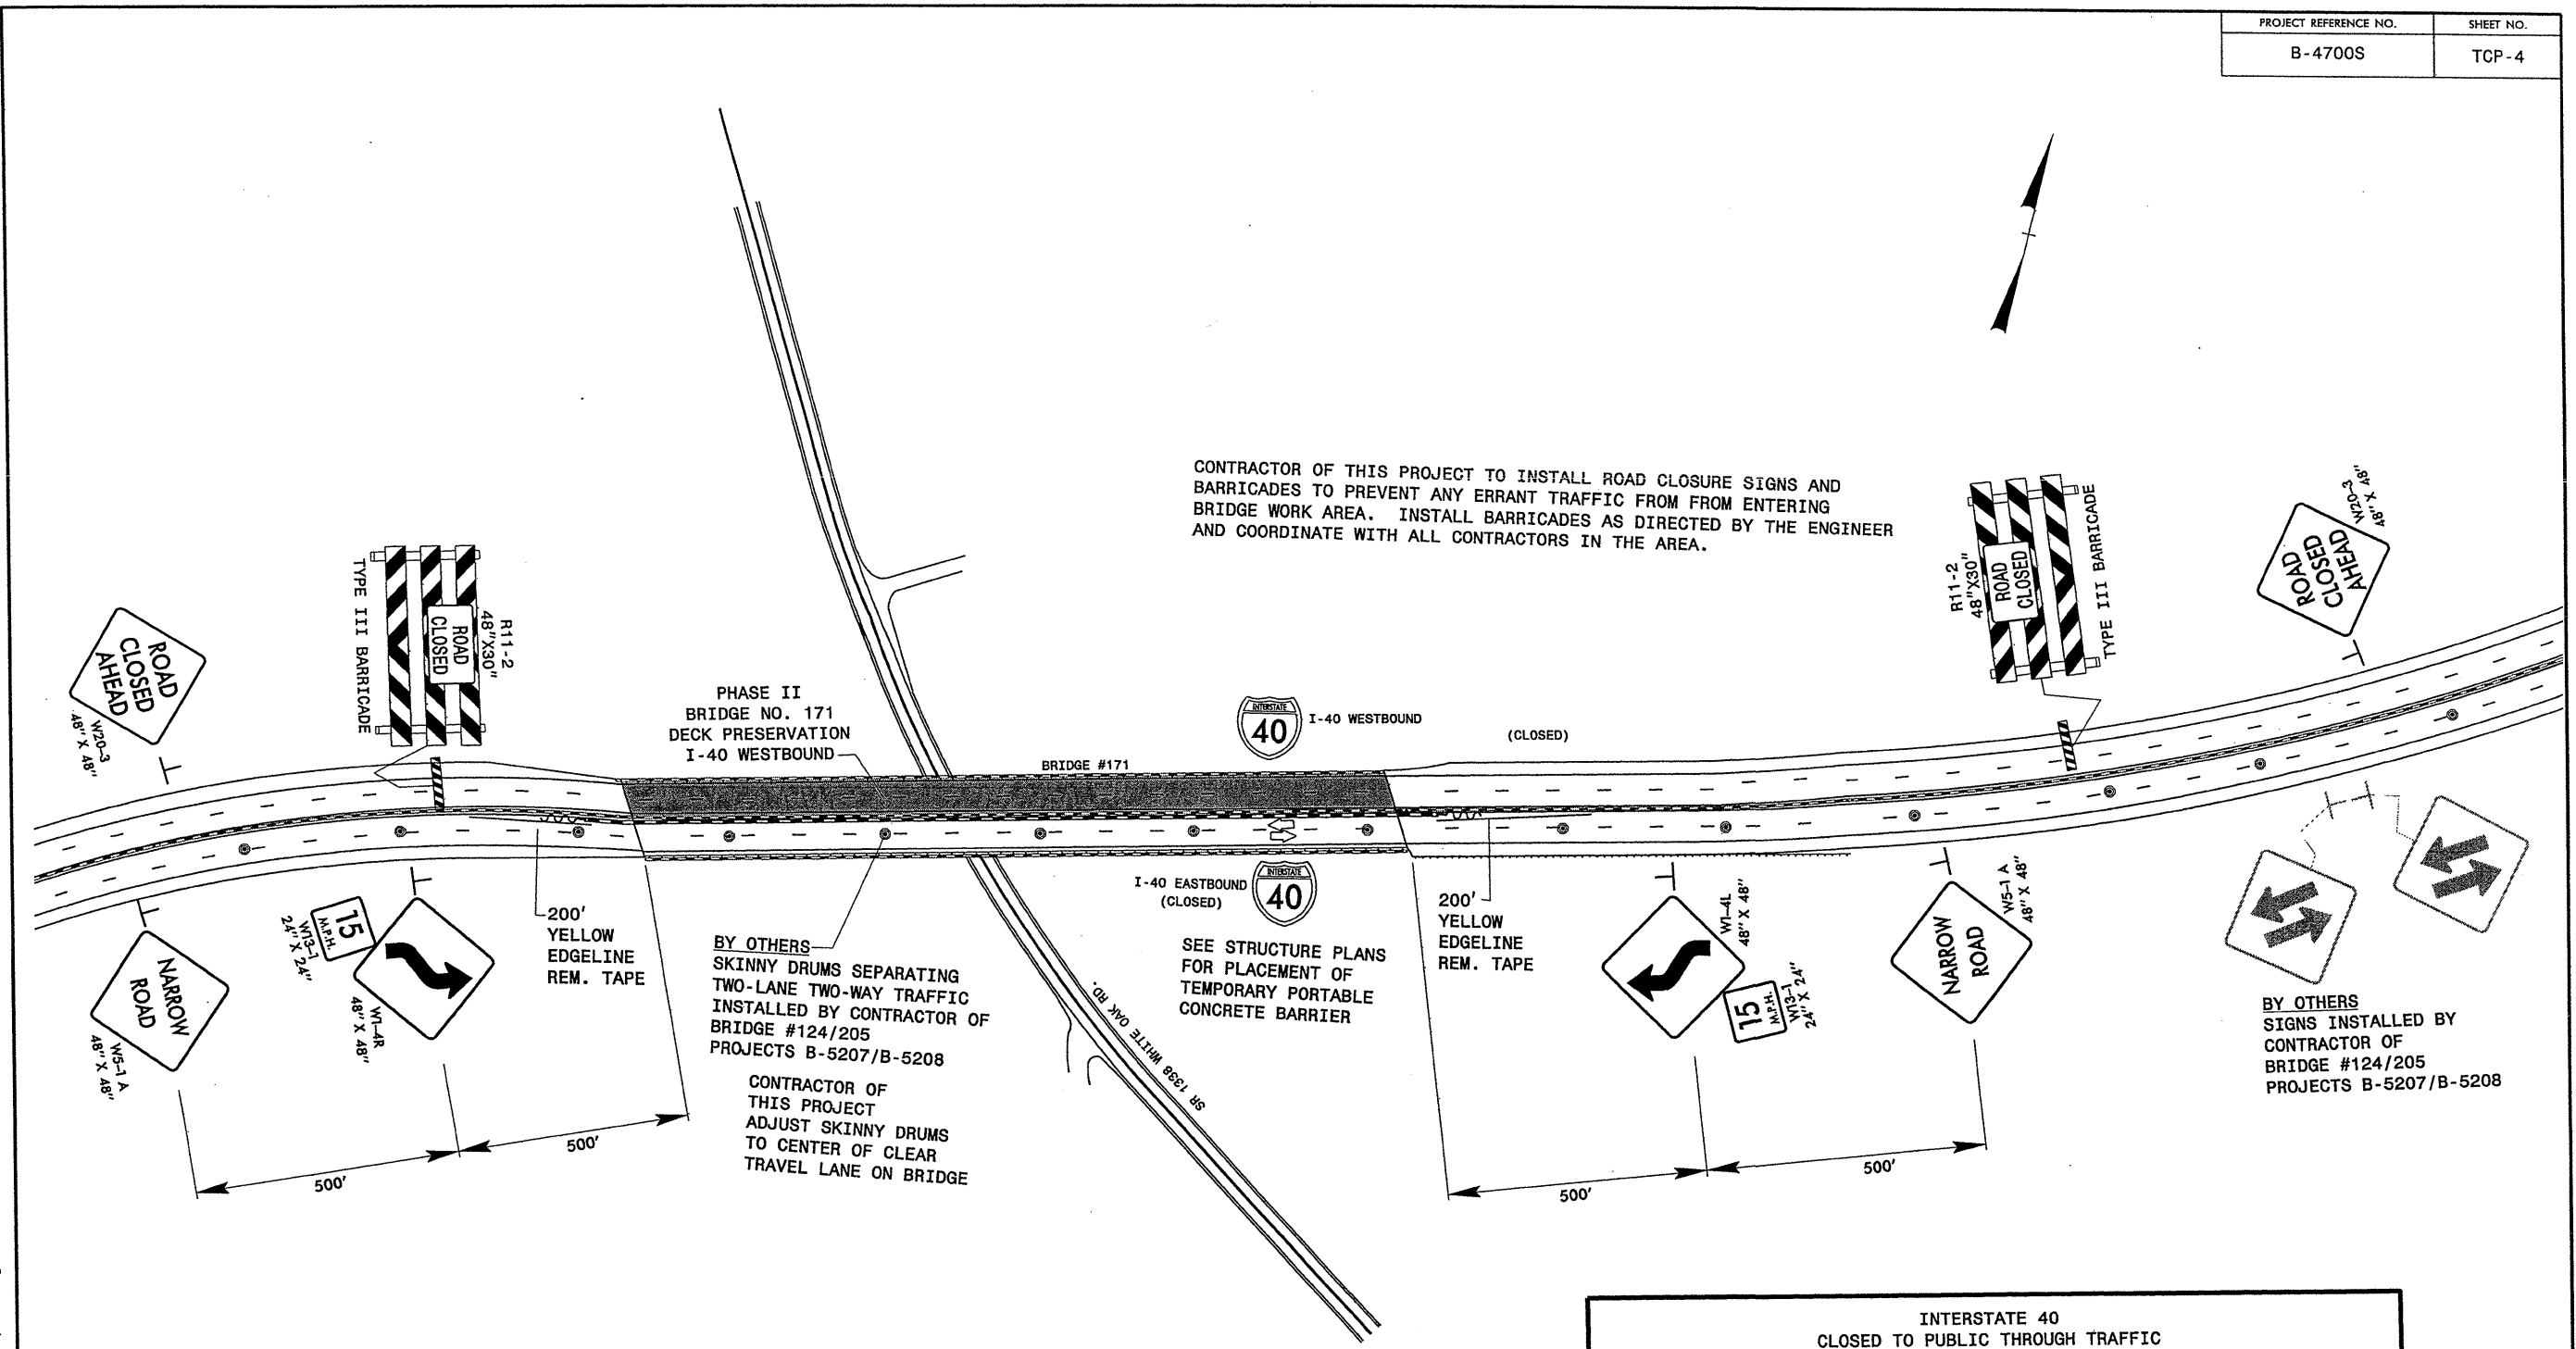 PROJECT REFERENCE NO.
SHEET NO.
B-4700S
TCP-4
CONTRACTOR OF THIS PROJECT TO INSTALL ROAD CLOSURE SIGNS AND
BARRICADES TO PREVENT ANY ERRANT TRAFFIC FROM FROM ENTERING
BRIDGE WORK AREA. INSTALL BARRICADES AS DIRECTED BY THE ENGINEER
AND COORDINATE WITH ALL CONTRACTORS IN THE AREA.
ROAD
CLOSED
AHEAD
W20-3
48" X 48"
TYPE III BARRICADE
ROAD
CLOSED
R11-2
48"X30"
PHASE II
BRIDGE NO. 171
DECK PRESERVATION
I-40 WESTBOUND
BRIDGE #171
INTERSTATE
40
I-40 WESTBOUND
(CLOSED)
R11-2
48"X30"
ROAD
CLOSED
TYPE III BARRICADE
ROAD
CLOSED
AHEAD
W20-3
48" X 48"
NARROW
ROAD
W5-1 A
48" X 48"
15
M.P.H.
W13-1
24" X 24"
W1-4R
48" X 48"
200'
YELLOW
EDGELINE
REM. TAPE
BY OTHERS
SKINNY DRUMS SEPARATING
TWO-LANE TWO-WAY TRAFFIC
INSTALLED BY CONTRACTOR OF
BRIDGE #124/205
PROJECTS B-5207/B-5208
CONTRACTOR OF
THIS PROJECT
ADJUST SKINNY DRUMS
TO CENTER OF CLEAR
TRAVEL LANE ON BRIDGE
I-40 EASTBOUND
(CLOSED)
INTERSTATE
40
SEE STRUCTURE PLANS
FOR PLACEMENT OF
TEMPORARY PORTABLE
CONCRETE BARRIER
SR 1338 WHITE OAK RD.
200'
YELLOW
EDGELINE
REM. TAPE
W1-4L
48" X 48"
15
M.P.H.
W13-1
24" X 24"
NARROW
ROAD
W5-1 A
48" X 48"
BY OTHERS
SIGNS INSTALLED BY
CONTRACTOR OF
BRIDGE #124/205
PROJECTS B-5207/B-5208
500'
500'
500'
500'
INTERSTATE 40
CLOSED TO PUBLIC THROUGH TRAFFIC